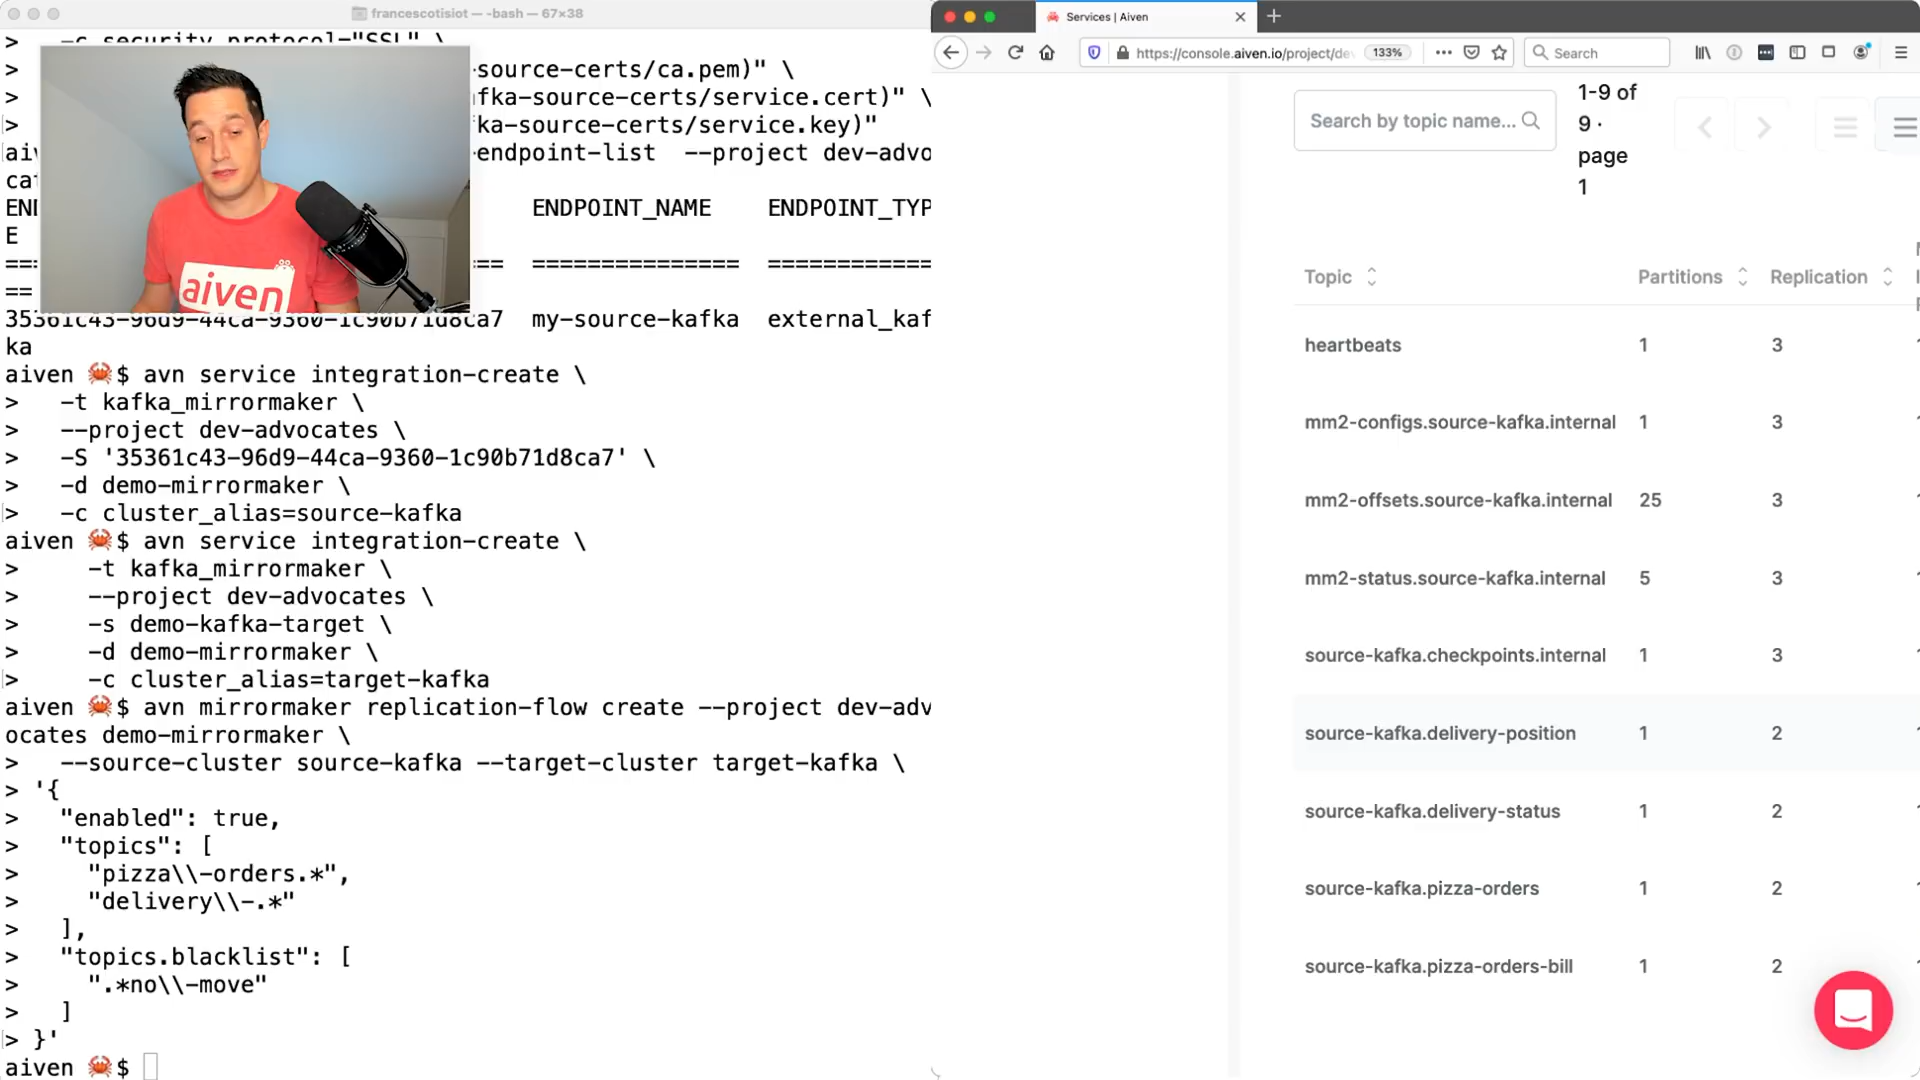 francescotisiot — -bash — 67×38
> -c security_protocol="SSL" \
> source-certs/ca.pem)" \
> fka-source-certs/service.cert)" \
> ka-source-certs/service.key)"
endpoint-list --project dev-advo
cat
ENDPOINT_NAME ENDPOINT_TYP
E
=== === =============== ============
==
35361c43-96d9-44ca-9360-1c90b71d8ca7 my-source-kafka external_kaf
ka
aiven 🦀$ avn service integration-create \
> -t kafka_mirrormaker \
> --project dev-advocates \
> -S '35361c43-96d9-44ca-9360-1c90b71d8ca7' \
> -d demo-mirrormaker \
> -c cluster_alias=source-kafka
aiven 🦀$ avn service integration-create \
> -t kafka_mirrormaker \
> --project dev-advocates \
> -s demo-kafka-target \
> -d demo-mirrormaker \
> -c cluster_alias=target-kafka
aiven 🦀$ avn mirrormaker replication-flow create --project dev-adv
ocates demo-mirrormaker \
> --source-cluster source-kafka --target-cluster target-kafka \
> '{
> "enabled": true,
> "topics": [
> "pizza\\-orders.*",
> "delivery\\-.*"
> ],
> "topics.blacklist": [
> ".*no\\-move"
> ]
> }'
aiven 🦀$
aiven
Services | Aiven
https://console.aiven.io/project/dev
133%
Search
Search by topic name...
1-9 of
9 ·
page
1
Topic Partitions Replication
heartbeats 1 3
mm2-configs.source-kafka.internal 1 3
mm2-offsets.source-kafka.internal 25 3
mm2-status.source-kafka.internal 5 3
source-kafka.checkpoints.internal 1 3
source-kafka.delivery-position 1 2
source-kafka.delivery-status 1 2
source-kafka.pizza-orders 1 2
source-kafka.pizza-orders-bill 1 2